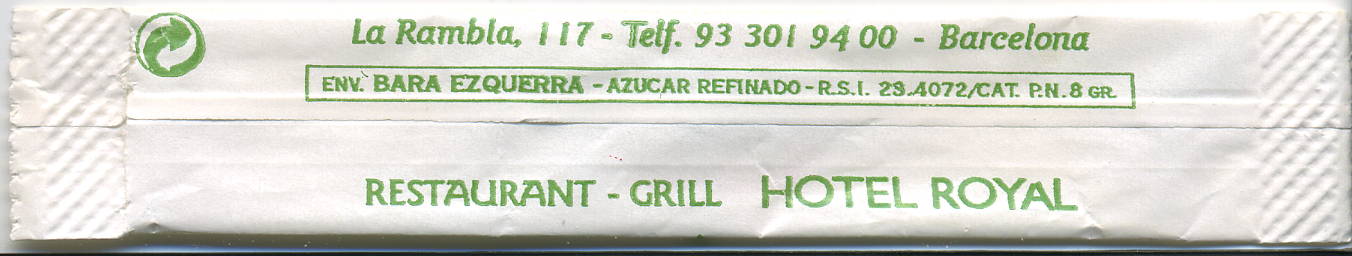 La Rambla, 117 - Telf. 93 301 94 00 - Barcelona
ENV. BARA EZQUERRA - AZUCAR REFINADO - R.S.I. 23.4072/CAT. P.N. 8 GR.
RESTAURANT - GRILL HOTEL ROYAL